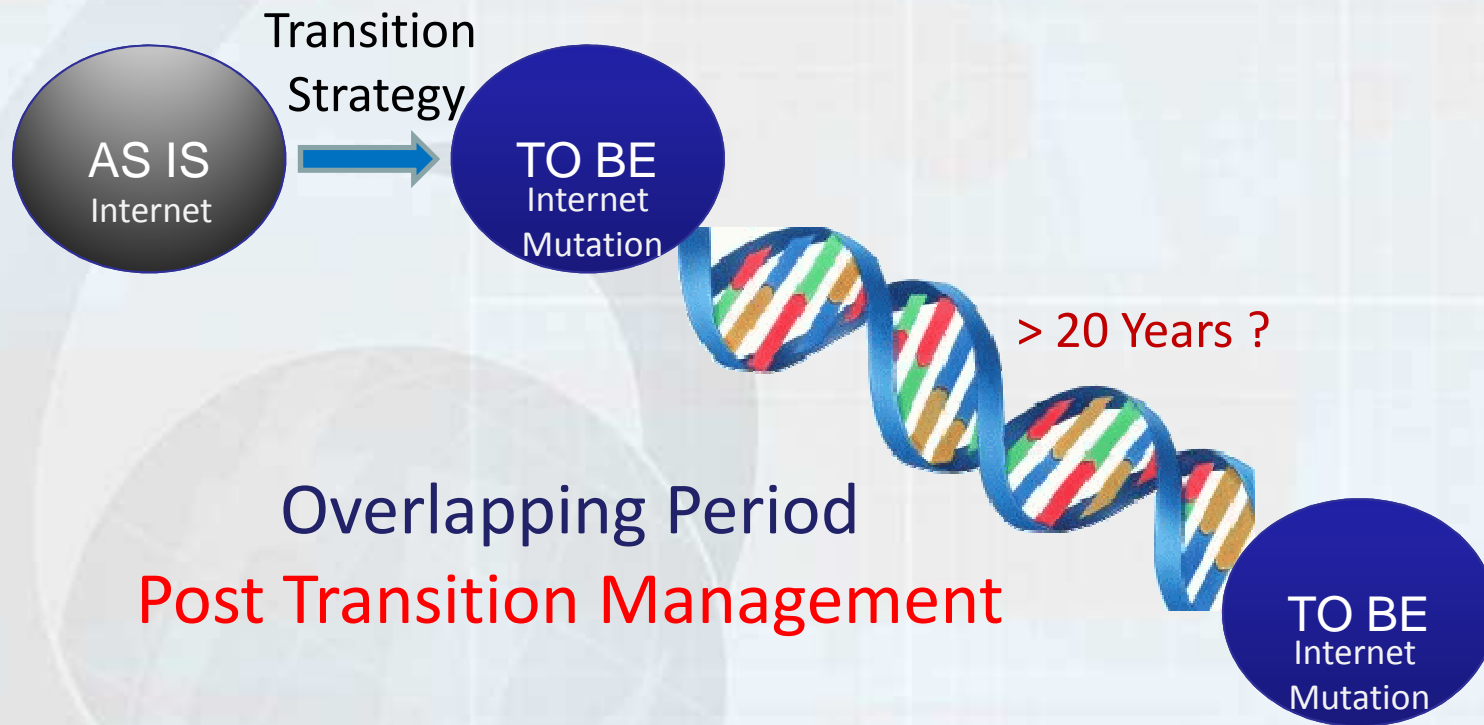 Transition
Strategy
AS IS
Internet
TO BE
Internet
Mutation
> 20 Years ?
Overlapping Period
Post Transition Management
TO BE
Internet
Mutation